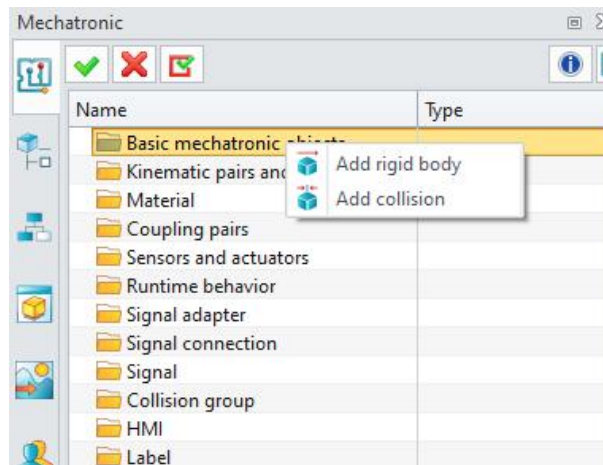 Mechatronic
Name Type
Basic mechatronic objects
Kinematic pairs and
Add rigid body
Material
Add collision
Coupling pairs
Sensors and actuators
Runtime behavior
Signal adapter
Signal connection
Signal
Collision group
HMI
Label